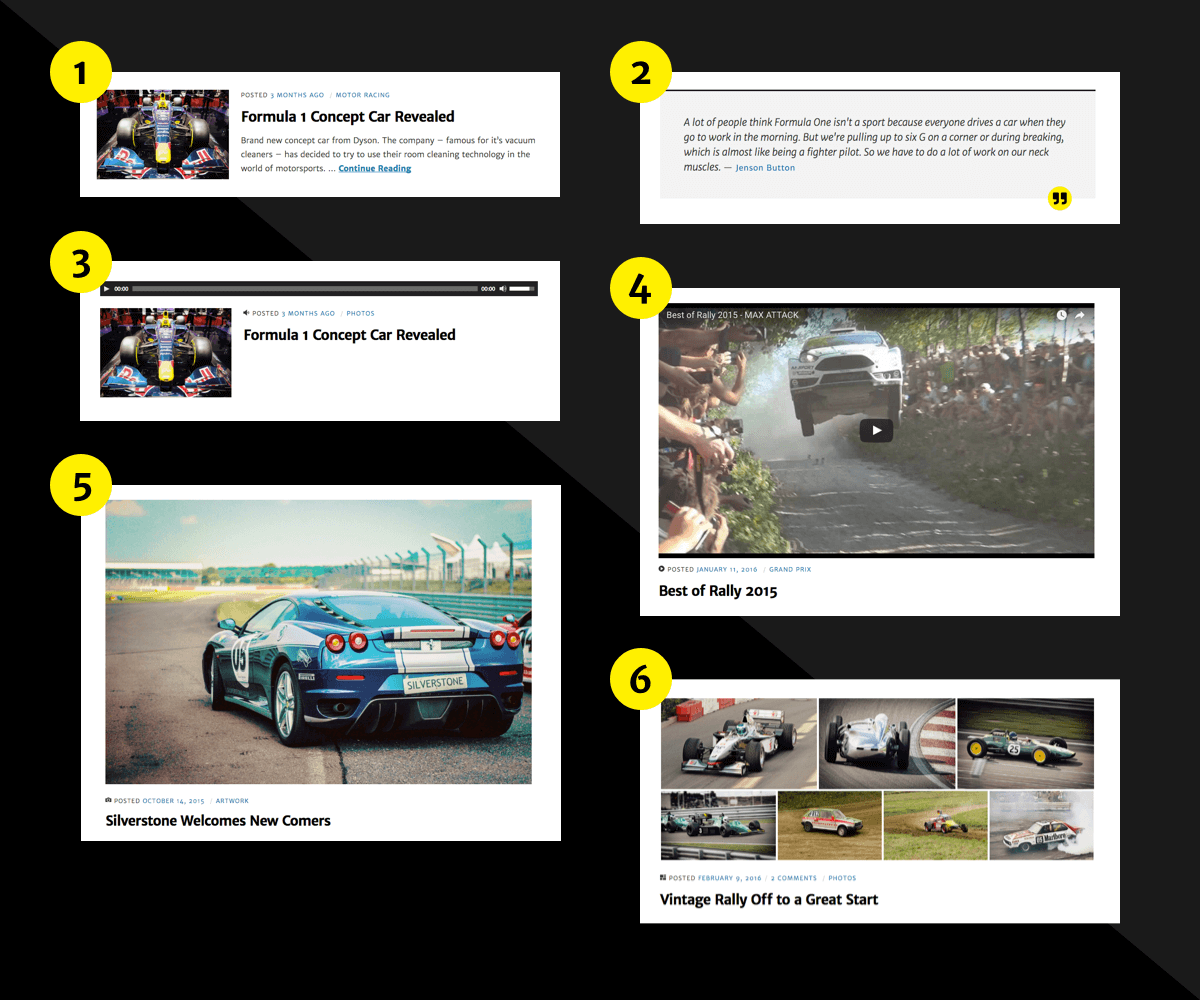 1
POSTED 3 MONTHS AGO / MOTOR RACING
Formula 1 Concept Car Revealed
Brand new concept car from Dyson. The company – famous for it's vacuum
cleaners – has decided to try to use their room cleaning technology in the
world of motorsports. … Continue Reading
2
A lot of people think Formula One isn't a sport because everyone drives a car when they
go to work in the morning. But we're pulling up to six G on a corner or during breaking,
which is almost like being a fighter pilot. So we have to do a lot of work on our neck
muscles. — Jenson Button
3
00:00 00:00
POSTED 3 MONTHS AGO / PHOTOS
Formula 1 Concept Car Revealed
4
Best of Rally 2015 - MAX ATTACK
POSTED JANUARY 11, 2016 / GRAND PRIX
Best of Rally 2015
5
05
SILVERSTONE
POSTED OCTOBER 14, 2015 / ARTWORK
Silverstone Welcomes New Comers
6
25
Marlboro
POSTED FEBRUARY 9, 2016 / 2 COMMENTS / PHOTOS
Vintage Rally Off to a Great Start